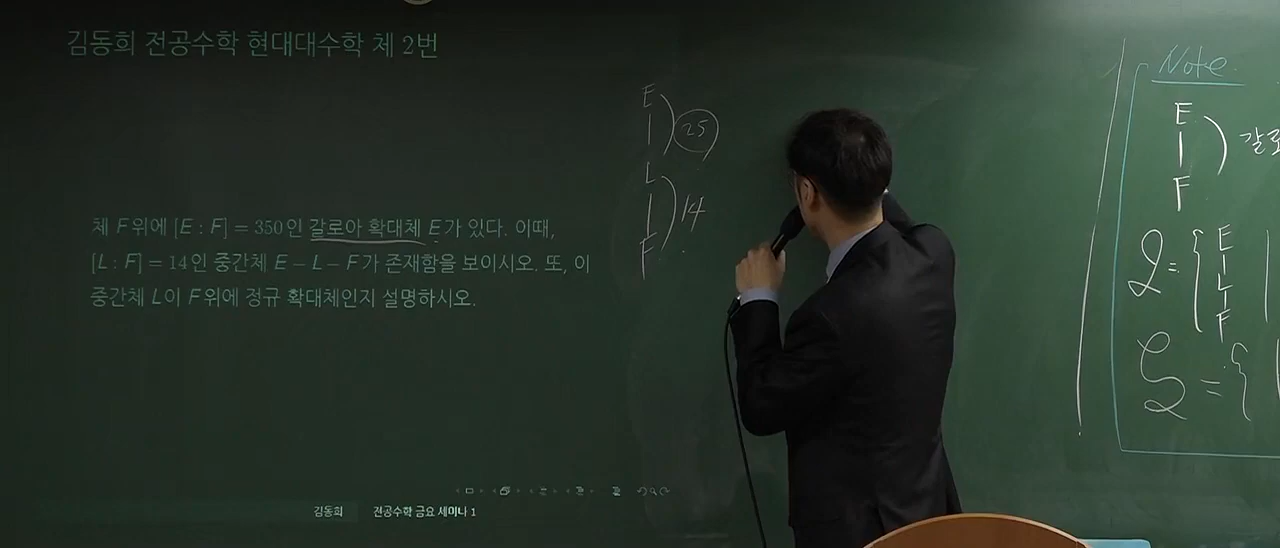 김동희 전공수학 현대대수학 체 2번
체 F위에 [E : F] = 350인 갈로아 확대체 E가 있다. 이때,
[L : F] = 14인 중간체 E − L − F가 존재함을 보이시오. 또, 이
중간체 L이 F위에 정규 확대체인지 설명하시오.
김동희 전공수학 금요 세미나 1
E
25
L
14
F
Note
E
갈로
F
E
L
F